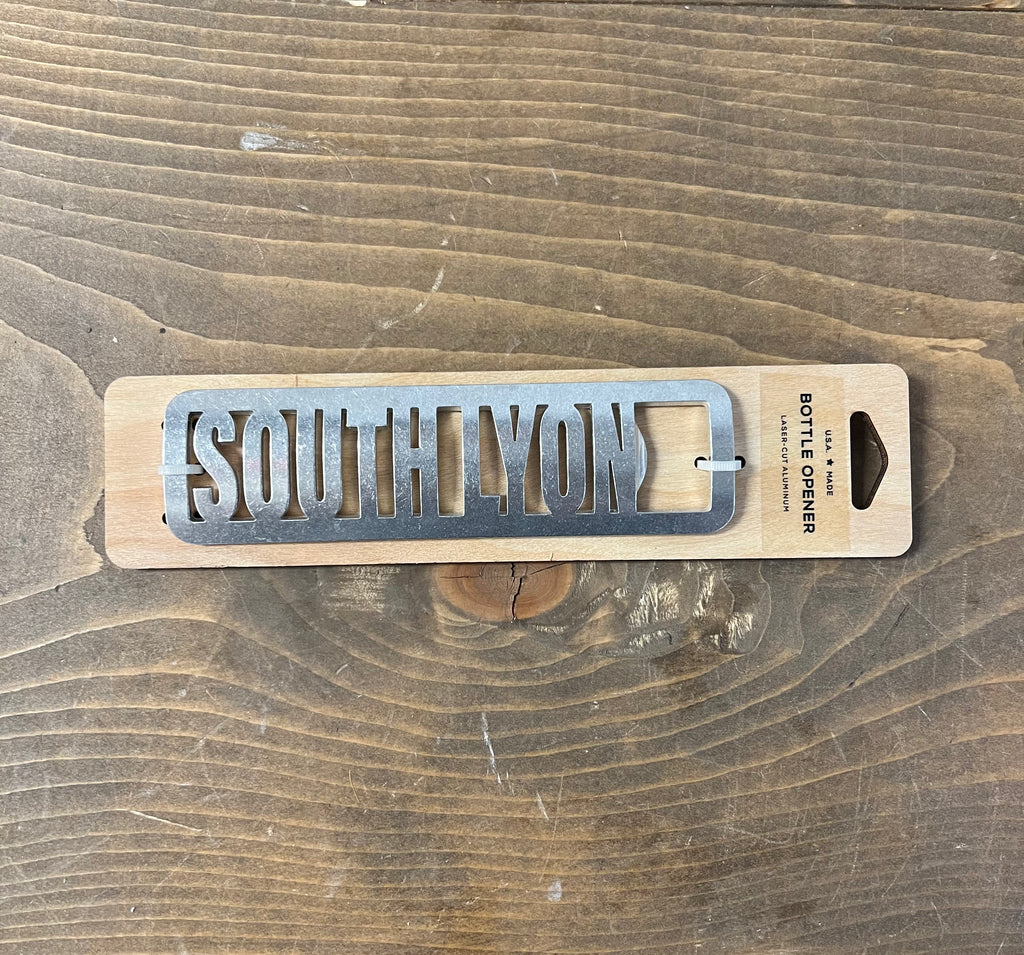 SOUTH LYON
U.S.A. ★ MADE
BOTTLE OPENER
LASER-CUT ALUMINUM